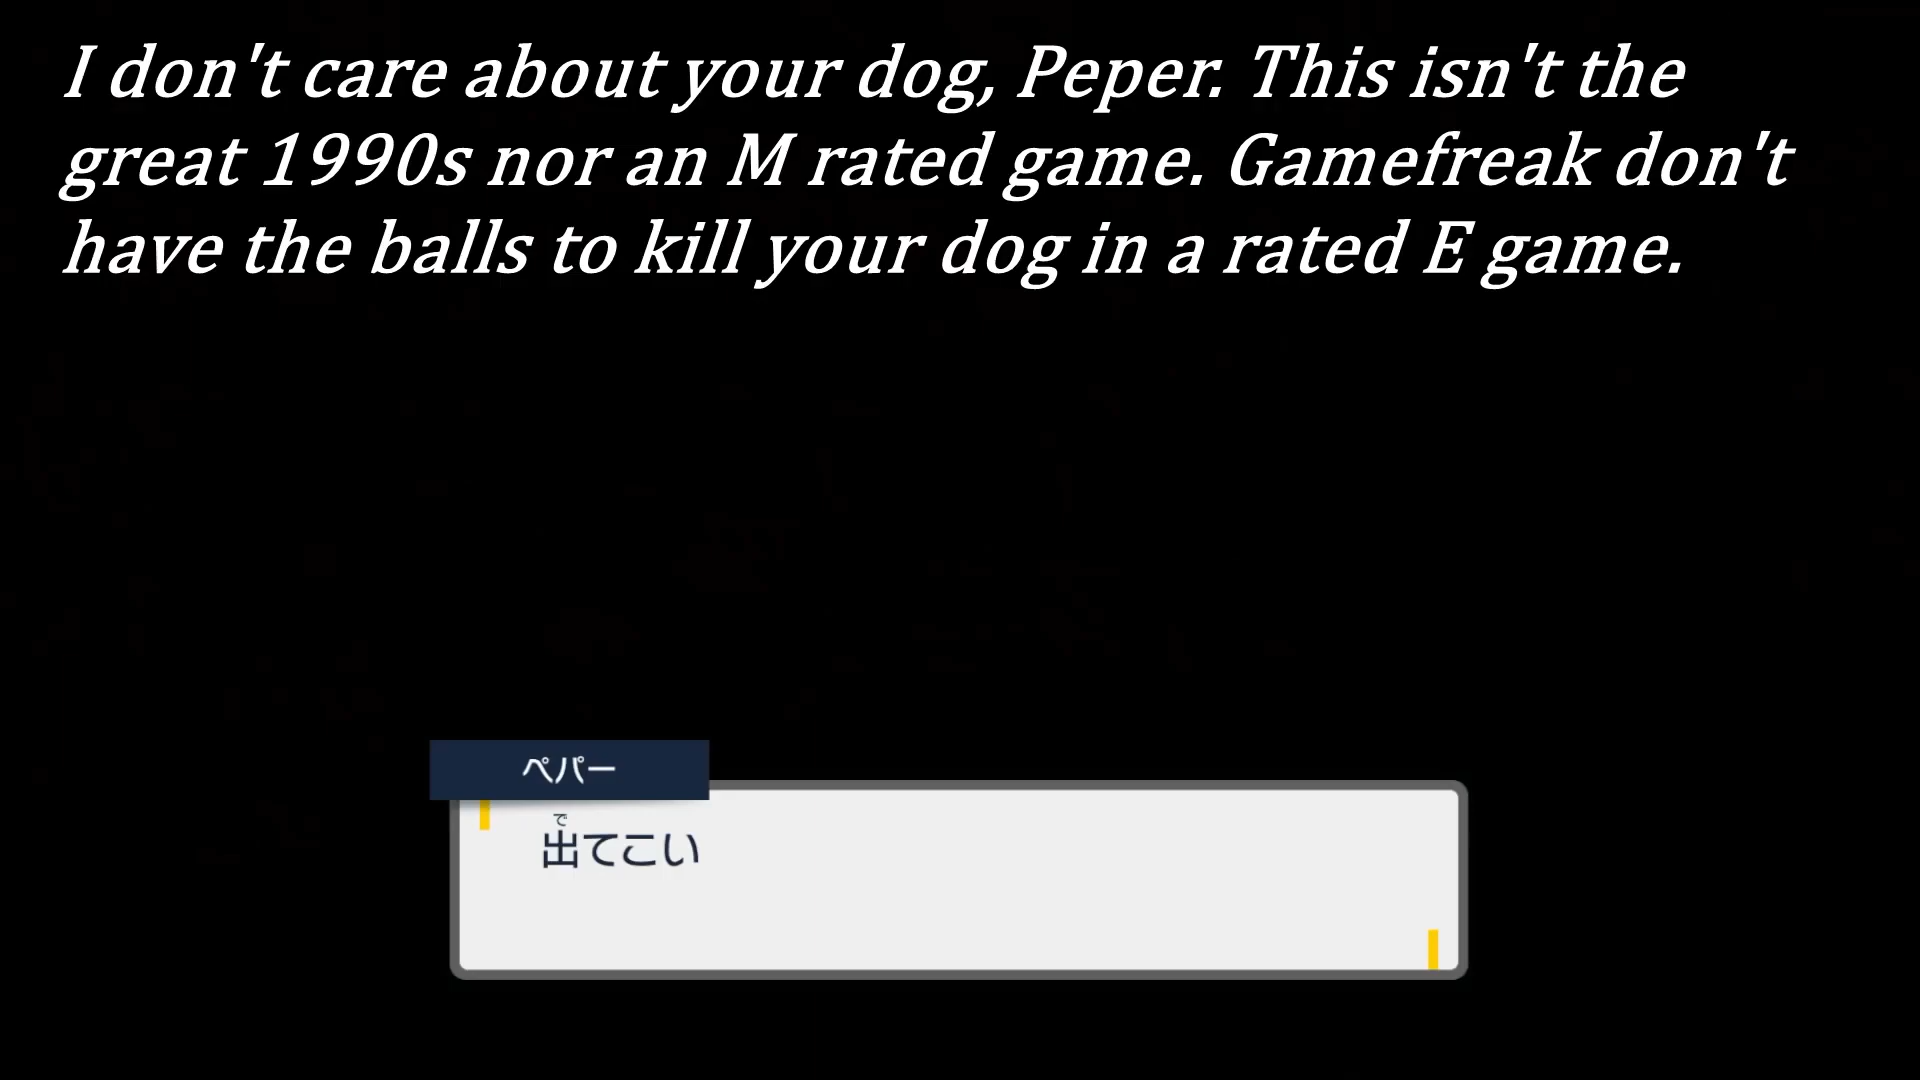 I don't care about your dog, Peper. This isn't the
great 1990s nor an M rated game. Gamefreak don't
have the balls to kill your dog in a rated E game.
ペパー
で
出てこい